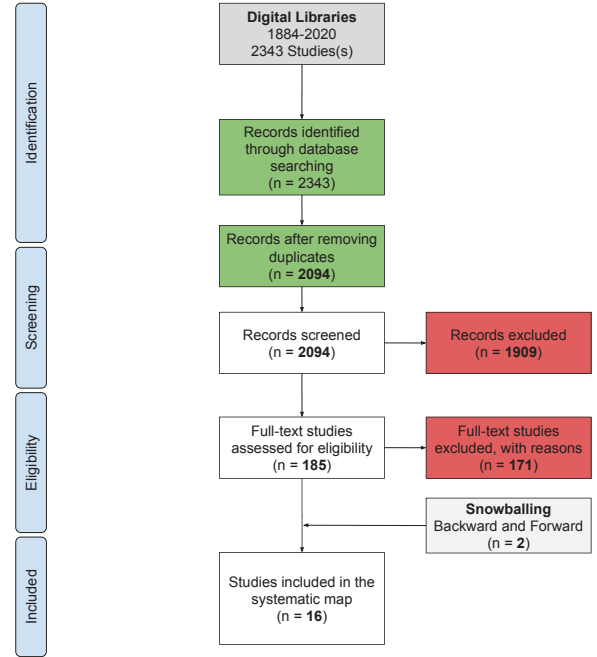 Digital Libraries
1884-2020
2343 Studies(s)
Identification
Records identified
through database
searching
(n = 2343)
Records after removing
duplicates
(n = 2094)
Screening
Records screened
(n = 2094)
Records excluded
(n = 1909)
Eligibility
Full-text studies
assessed for eligibility
(n = 185)
Full-text studies
excluded, with reasons
(n = 171)
Snowballing
Backward and Forward
(n = 2)
Included
Studies included in the
systematic map
(n = 16)